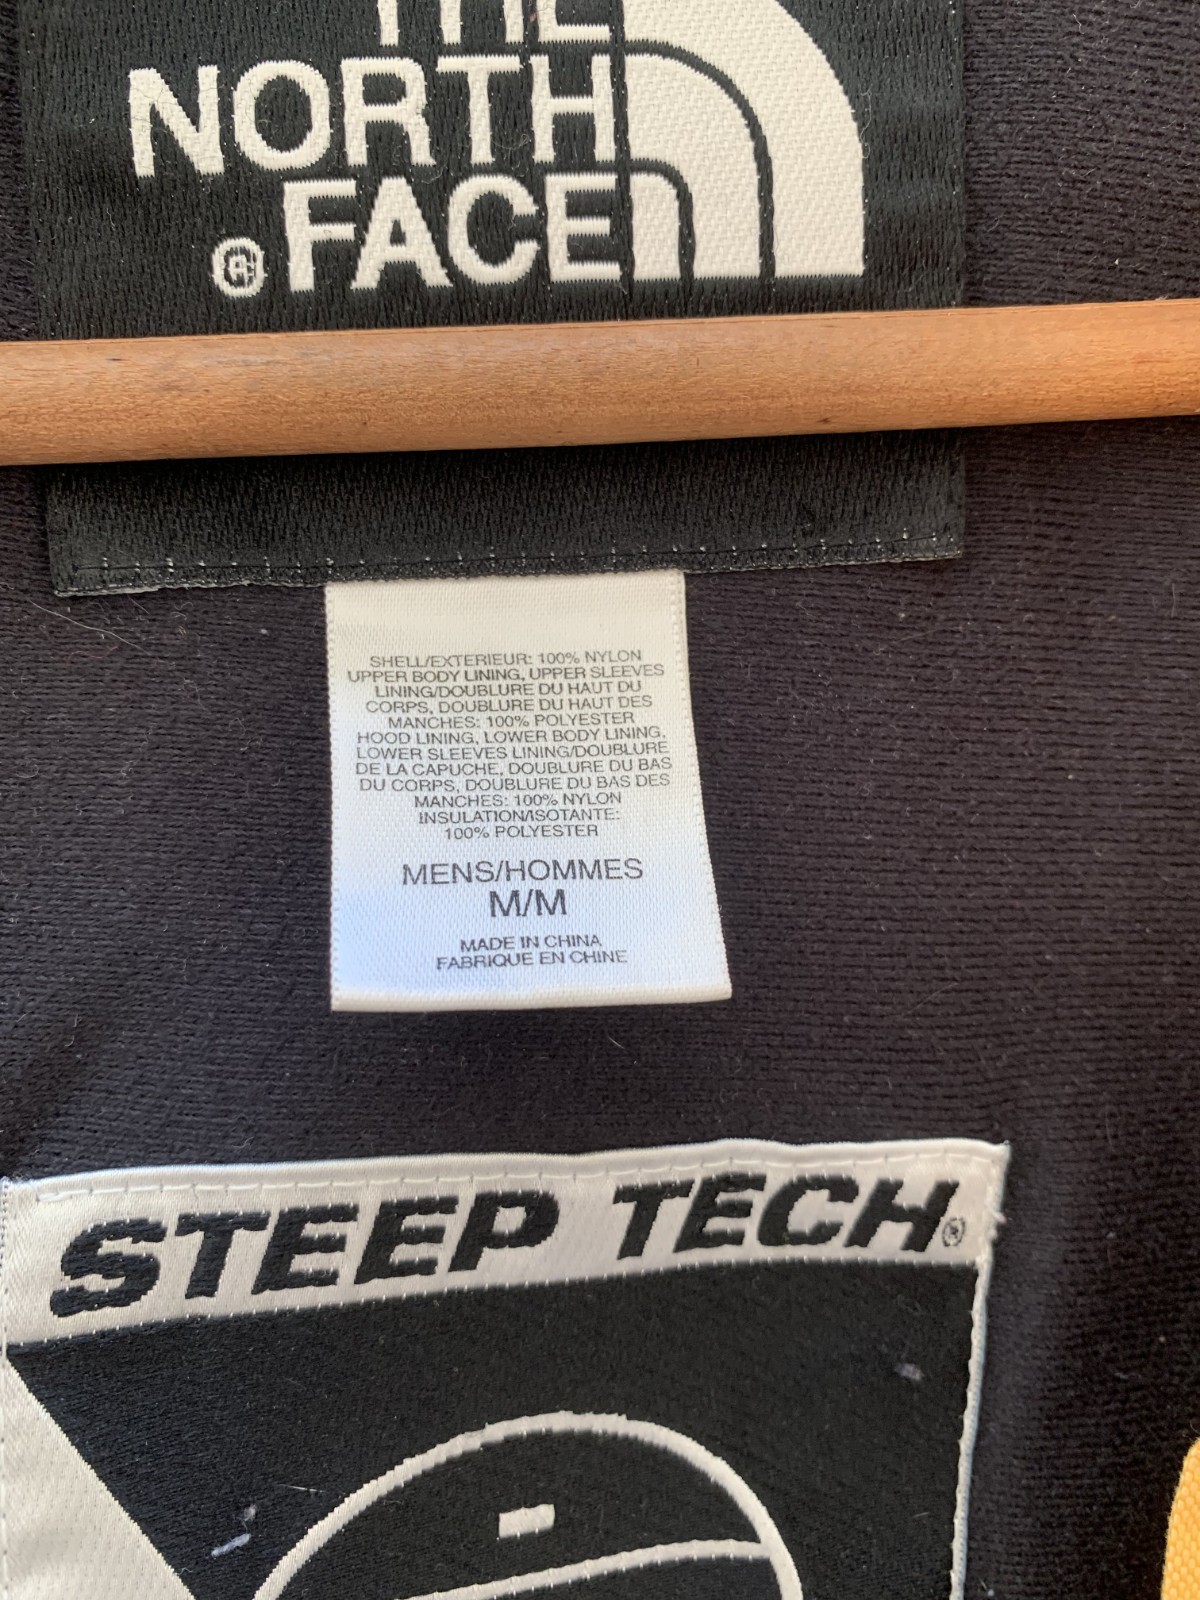 THE
NORTH
FACE
®
SHELL/EXTERIEUR: 100% NYLON
UPPER BODY LINING, UPPER SLEEVES
LINING/DOUBLURE DU HAUT DU
CORPS, DOUBLURE DU HAUT DES
MANCHES: 100% POLYESTER
HOOD LINING, LOWER BODY LINING,
LOWER SLEEVES LINING/DOUBLURE
DE LA CAPUCHE, DOUBLURE DU BAS
DU CORPS, DOUBLURE DU BAS DES
MANCHES: 100% NYLON
INSULATION/ISOTANTE:
100% POLYESTER
MENS/HOMMES
M/M
MADE IN CHINA
FABRIQUE EN CHINE
STEEP TECH®